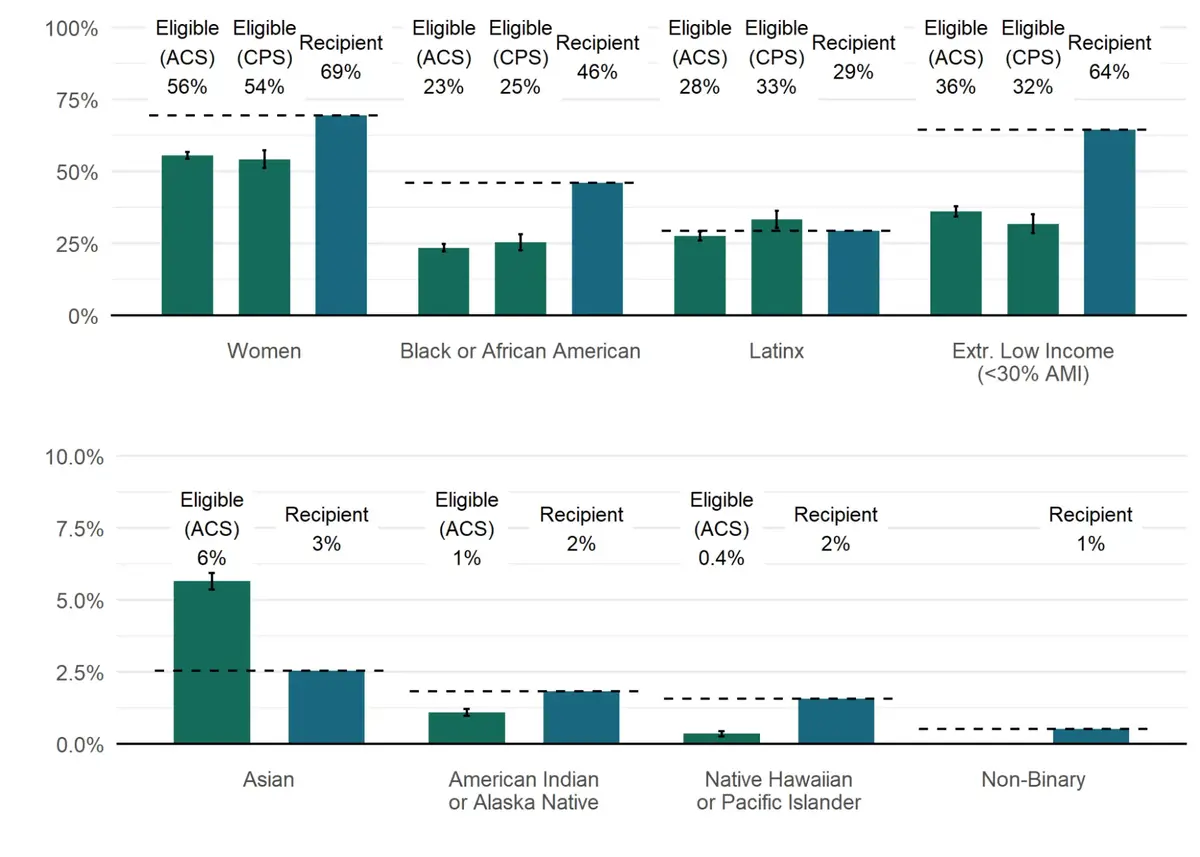 100%
75%
50%
25%
0%
Eligible
(ACS)
56%
Eligible
(CPS)
54%
Recipient
69%
Eligible
(ACS)
23%
Eligible
(CPS)
25%
Recipient
46%
Eligible
(ACS)
28%
Eligible
(CPS)
33%
Recipient
29%
Eligible
(ACS)
36%
Eligible
(CPS)
32%
Recipient
64%
Women
Black or African American
Latinx
Extr. Low Income
(<30% AMI)
10.0%
7.5%
5.0%
2.5%
0.0%
Eligible
(ACS)
6%
Recipient
3%
Eligible
(ACS)
1%
Recipient
2%
Eligible
(ACS)
0.4%
Recipient
2%
Recipient
1%
Asian
American Indian
or Alaska Native
Native Hawaiian
or Pacific Islander
Non-Binary